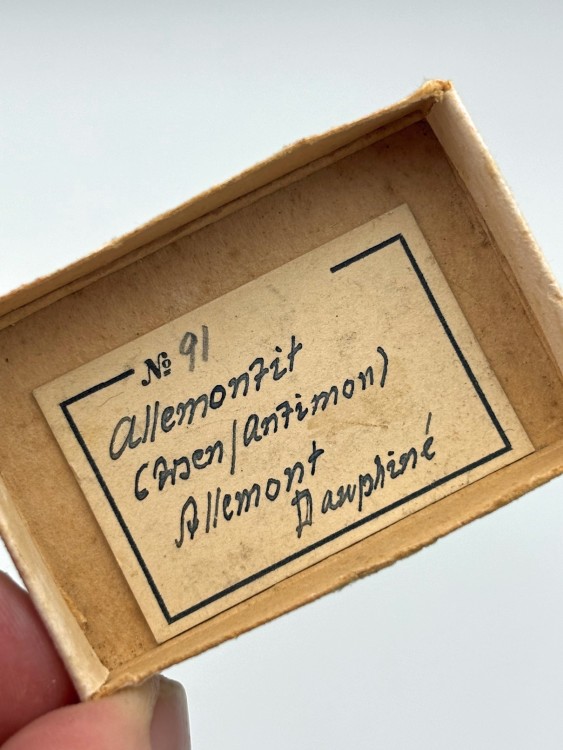 № 91
Allemontit
(Arsen/Antimon)
Allemont
Dauphiné